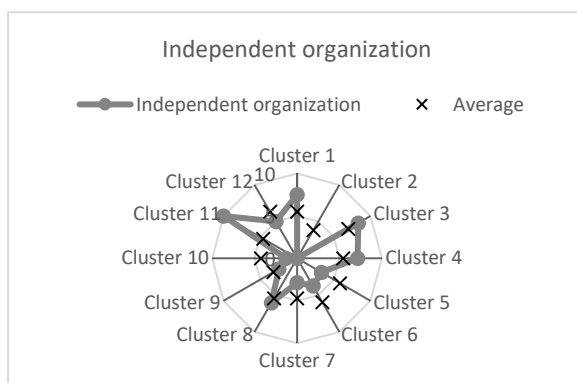 Independent organization
Independent organization Average
Cluster 1
10
Cluster 2
Cluster 3
Cluster 4
Cluster 5
Cluster 6
Cluster 7
Cluster 8
Cluster 9
Cluster 10
Cluster 11
Cluster 12
0